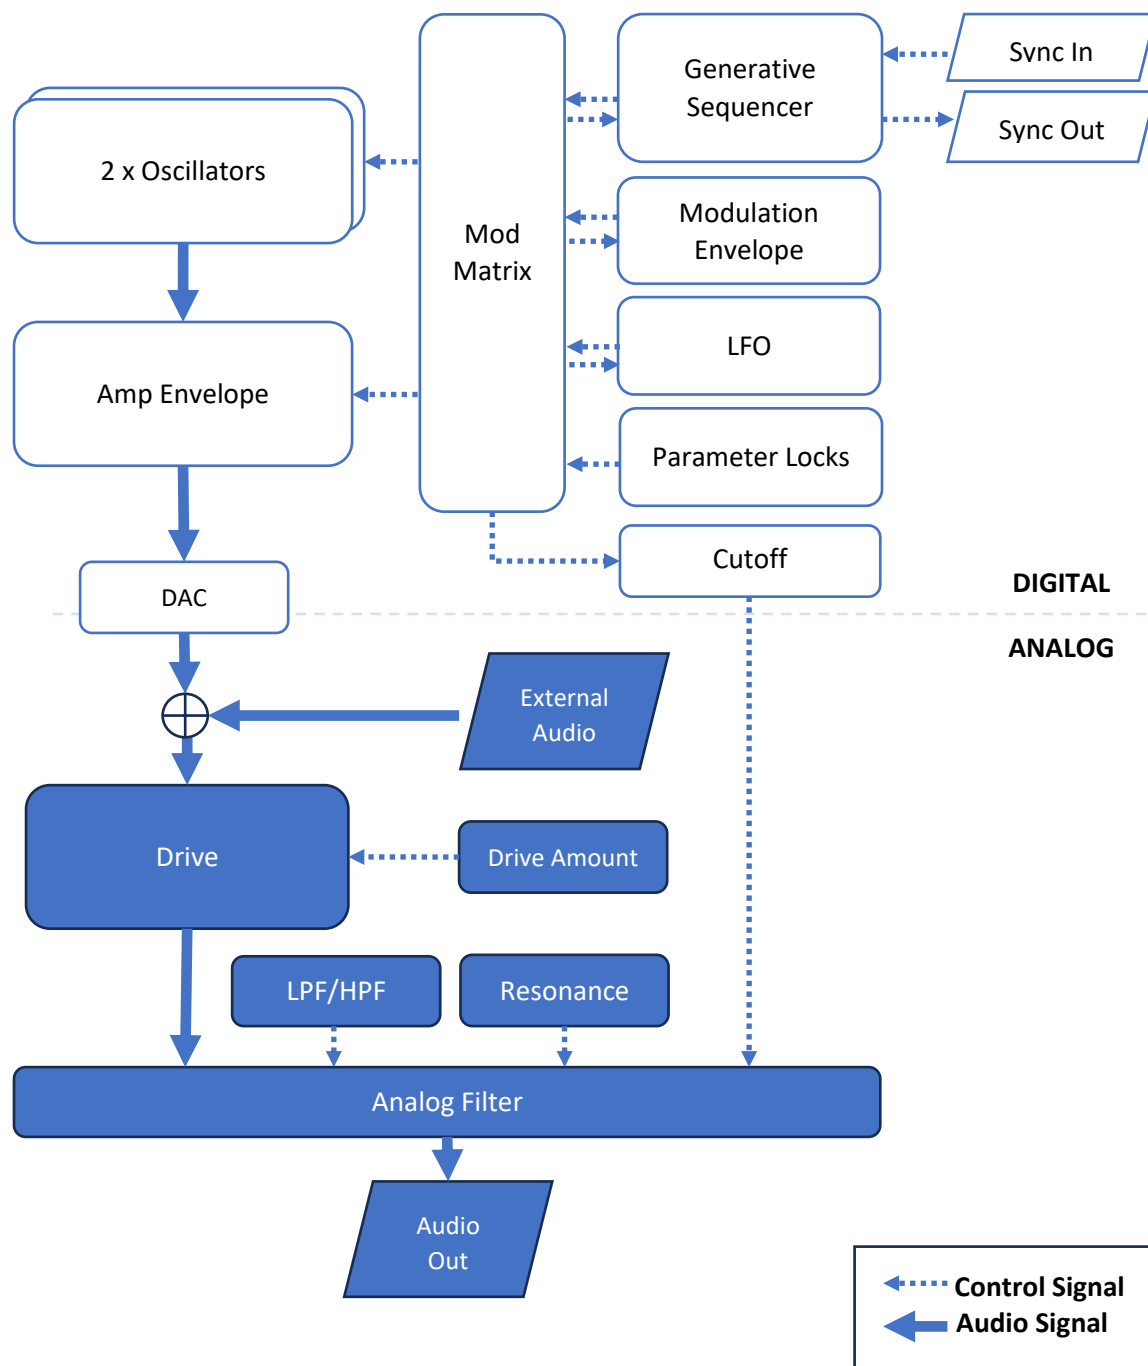 Generative
Sequencer
Sync In
Sync Out
2 x Oscillators
Mod
Matrix
Modulation
Envelope
LFO
Amp Envelope
Parameter Locks
Cutoff
DAC
DIGITAL
ANALOG
External
Audio
Drive
Drive Amount
LPF/HPF
Resonance
Analog Filter
Audio
Out
Control Signal
Audio Signal